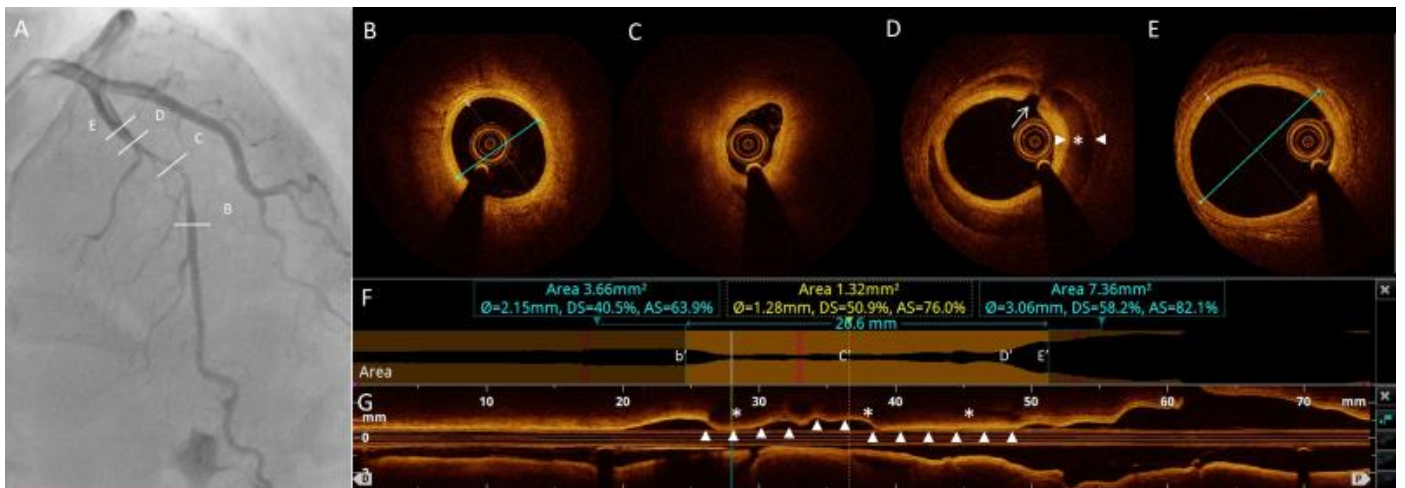 A
B
C
D
E
E
D
C
B
F
Area 3.66mm²
Ø=2.15mm, DS=40.5%, AS=63.9%
Area 1.32mm²
Ø=1.28mm, DS=50.9%, AS=76.0%
Area 7.36mm²
Ø=3.06mm, DS=58.2%, AS=82.1%
26.6 mm
b' C' D' E'
Area
G
10 20 30 40 50 60 70 mm
mm
0
* * *
D P